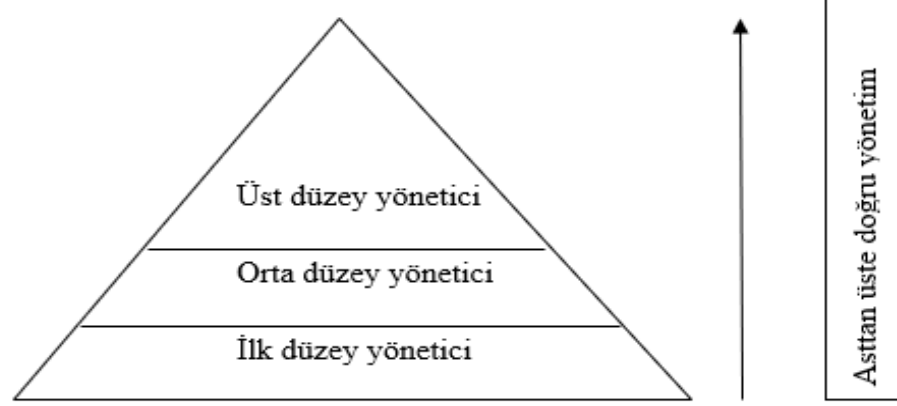 Üst düzey yönetici
Orta düzey yönetici
İlk düzey yönetici
Asttan üste doğru yönetim